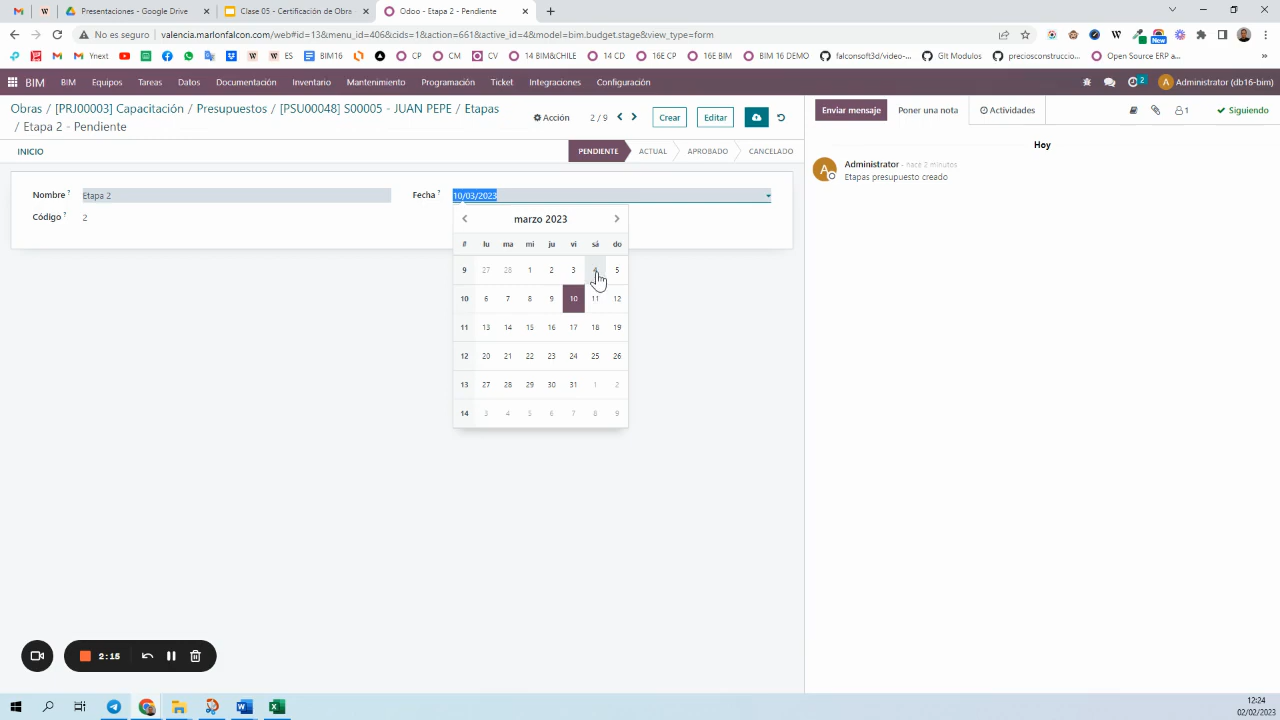 Presentaciones - Google Drive
Clase 05 - Certificación de Obra
Odoo - Etapa 2 - Pendiente
No es seguro
valencia.marlonfalcon.com/web#id=13&menu_id=406&cids=1&action=661&active_id=4&model=bim.budget.stage&view_type=form
New
Ynext
BIM16
ES
14 BIM&CHILE
14 CD
CP
CMF
CV
16E CP
16E BIM
BIM 16 DEMO
falconsoft3d/video-...
GIt Modulos
preciosconstruccio...
Open Source ERP a...
BIM
BIM
Equipos
Tareas
Datos
Documentación
Inventario
Mantenimiento
Programación
Ticket
Integraciones
Configuración
2
Administrator (db16-bim)
Obras / [PRJ00003] Capacitación / Presupuestos / [PSU00048] S00005 - JUAN PEPE / Etapas
/ Etapa 2 - Pendiente
Acción
2 / 9
Crear
Editar
Enviar mensaje
Poner una nota
Actividades
1
Siguiendo
INICIO
PENDIENTE
ACTUAL
APROBADO
CANCELADO
Hoy
Administrator - hace 2 minutos
Etapas presupuesto creado
Nombre ?
Etapa 2
Fecha ?
10/03/2023
Código ?
2
marzo 2023
# lu ma mi ju vi sá do
9 27 28 1 2 3 4 5
10 6 7 8 9 10 11 12
11 13 14 15 16 17 18 19
12 20 21 22 23 24 25 26
13 27 28 29 30 31 1 2
14 3 4 5 6 7 8 9
2:15
12:24
02/02/2023